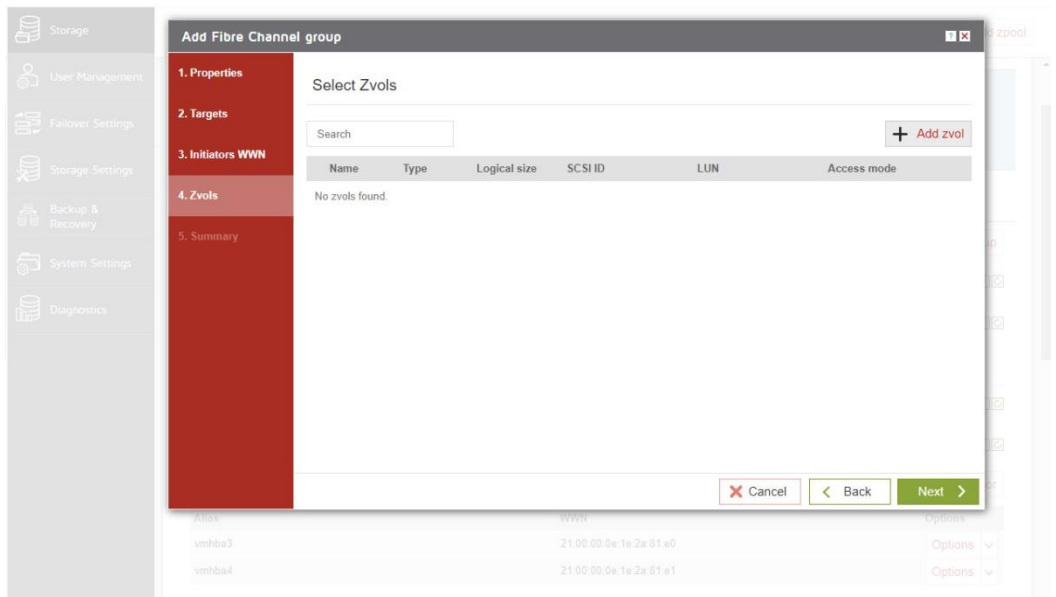 Storage
User Management
Failover Settings
Storage Settings
Backup &
Recovery
System Settings
Diagnostics
d zpool
Add Fibre Channel group
?
1. Properties
2. Targets
3. Initiators WWN
4. Zvols
5. Summary
Select Zvols
Search
Add zvol
Name Type Logical size SCSI ID LUN Access mode
No zvols found.
Cancel
Back
Next
up
or
Alias WWN Options
vmhba3 21:00:00:0e:1e:2a:81:e0 Options
vmhba4 21:00:00:0e:1e:2a:81:e1 Options